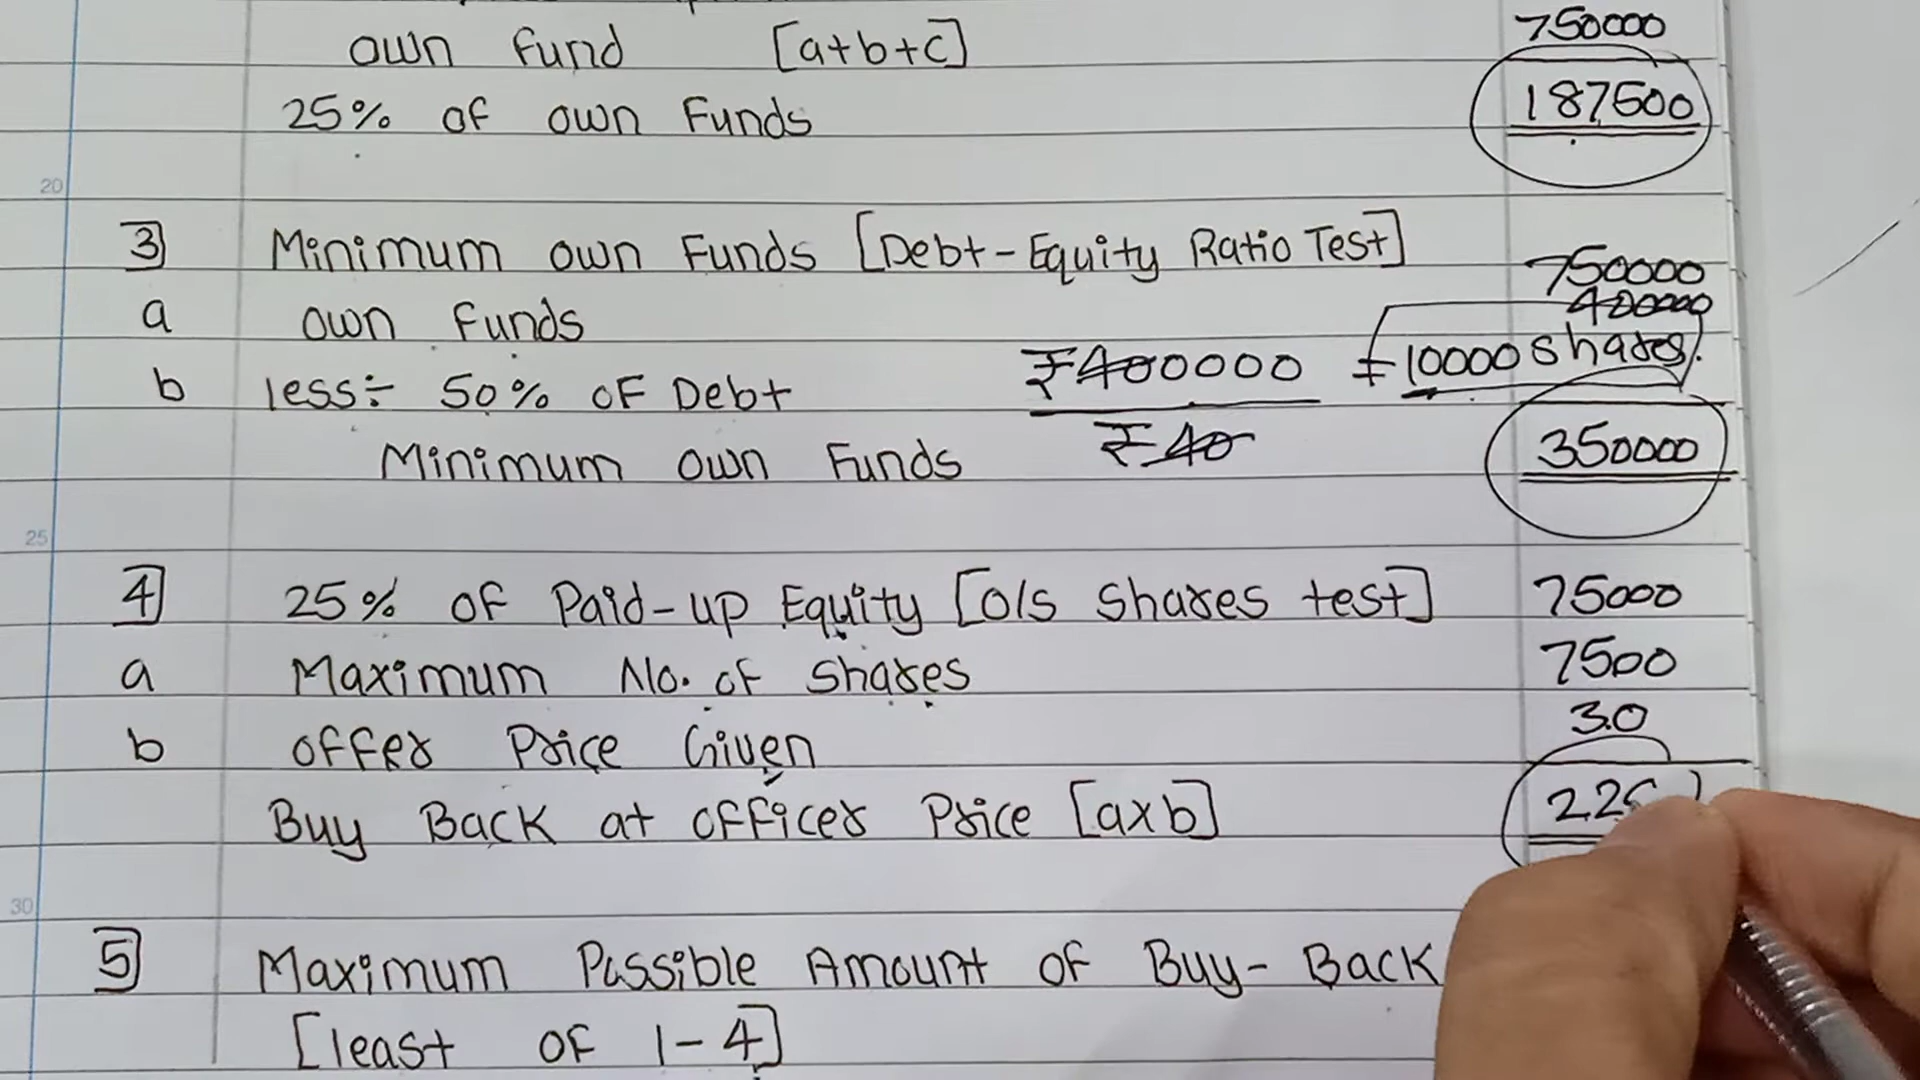 750000
own fund [a+b+c]
25% of own Funds 187500
20
3 Minimum own Funds [Debt-Equity Ratio Test]
750000
a own funds 400000
b less:- 50% OF Debt ₹400000 = 10000 shares.
₹40
Minimum own Funds 350000
25
4 25% of Paid-up Equity [O/S Shares test] 75000
a Maximum No. of Shares 7500
b offer Price Given 30
Buy Back at officer Price [axb]
30
5 Maximum Possible Amount of Buy-Back
[least of 1-4]